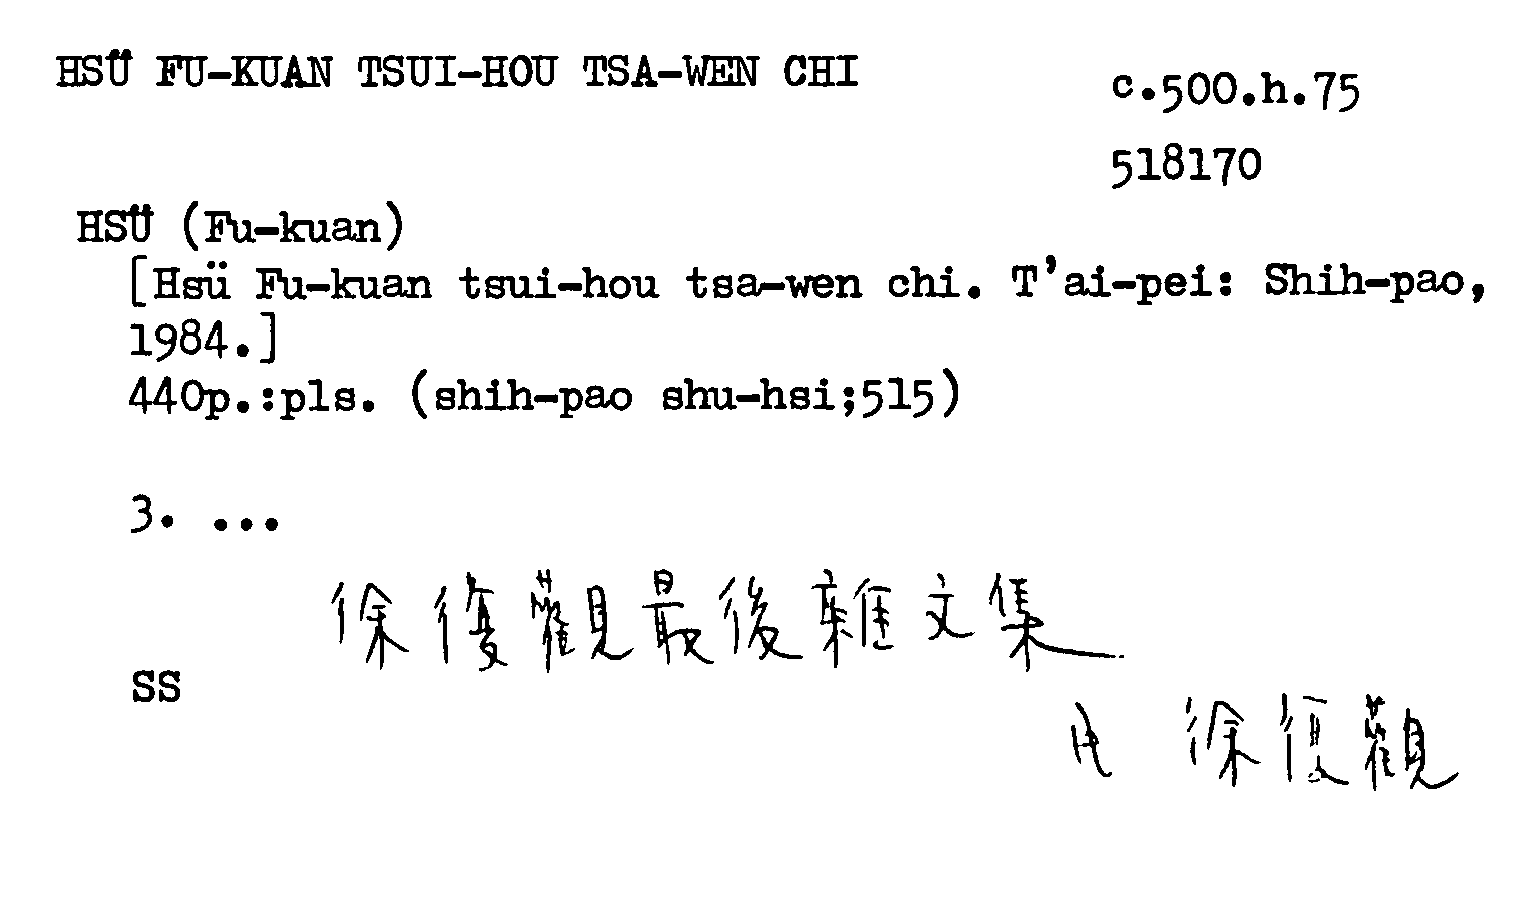 HSÜ FU-KUAN TSUI-HOU TSA-WEN CHI
c.500.h.75
518170
HSÜ (Fu-kuan)
[Hsü Fu-kuan tsui-hou tsa-wen chi. T'ai-pei: Shih-pao,
1984.]
440p.:pls. (shih-pao shu-hsi;515)
3. ...
徐復觀最後雜文集
SS
A 徐復觀